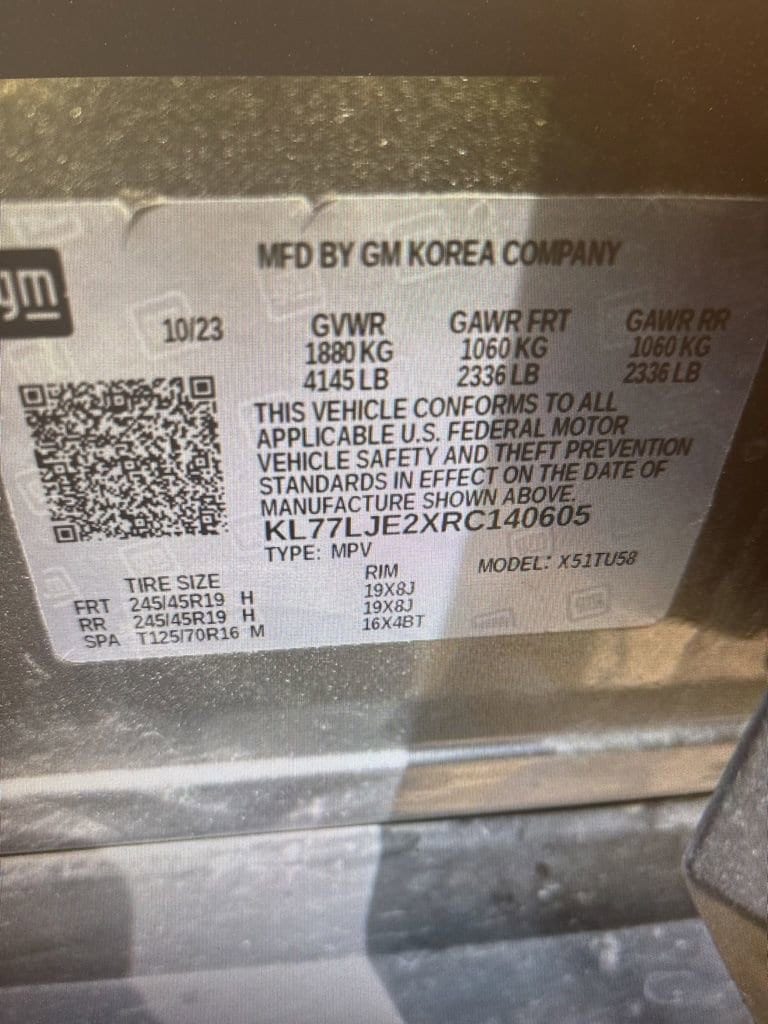 gm
MFD BY GM KOREA COMPANY
10/23
GVWR GAWR FRT GAWR RR
1880 KG 1060 KG 1060 KG
4145 LB 2336 LB 2336 LB
THIS VEHICLE CONFORMS TO ALL
APPLICABLE U.S. FEDERAL MOTOR
VEHICLE SAFETY AND THEFT PREVENTION
STANDARDS IN EFFECT ON THE DATE OF
MANUFACTURE SHOWN ABOVE.
KL77LJE2XRC140605
TYPE: MPV MODEL: X51TU58
TIRE SIZE RIM
FRT 245/45R19 H 19X8J
RR 245/45R19 H 19X8J
SPA T125/70R16 M 16X4BT